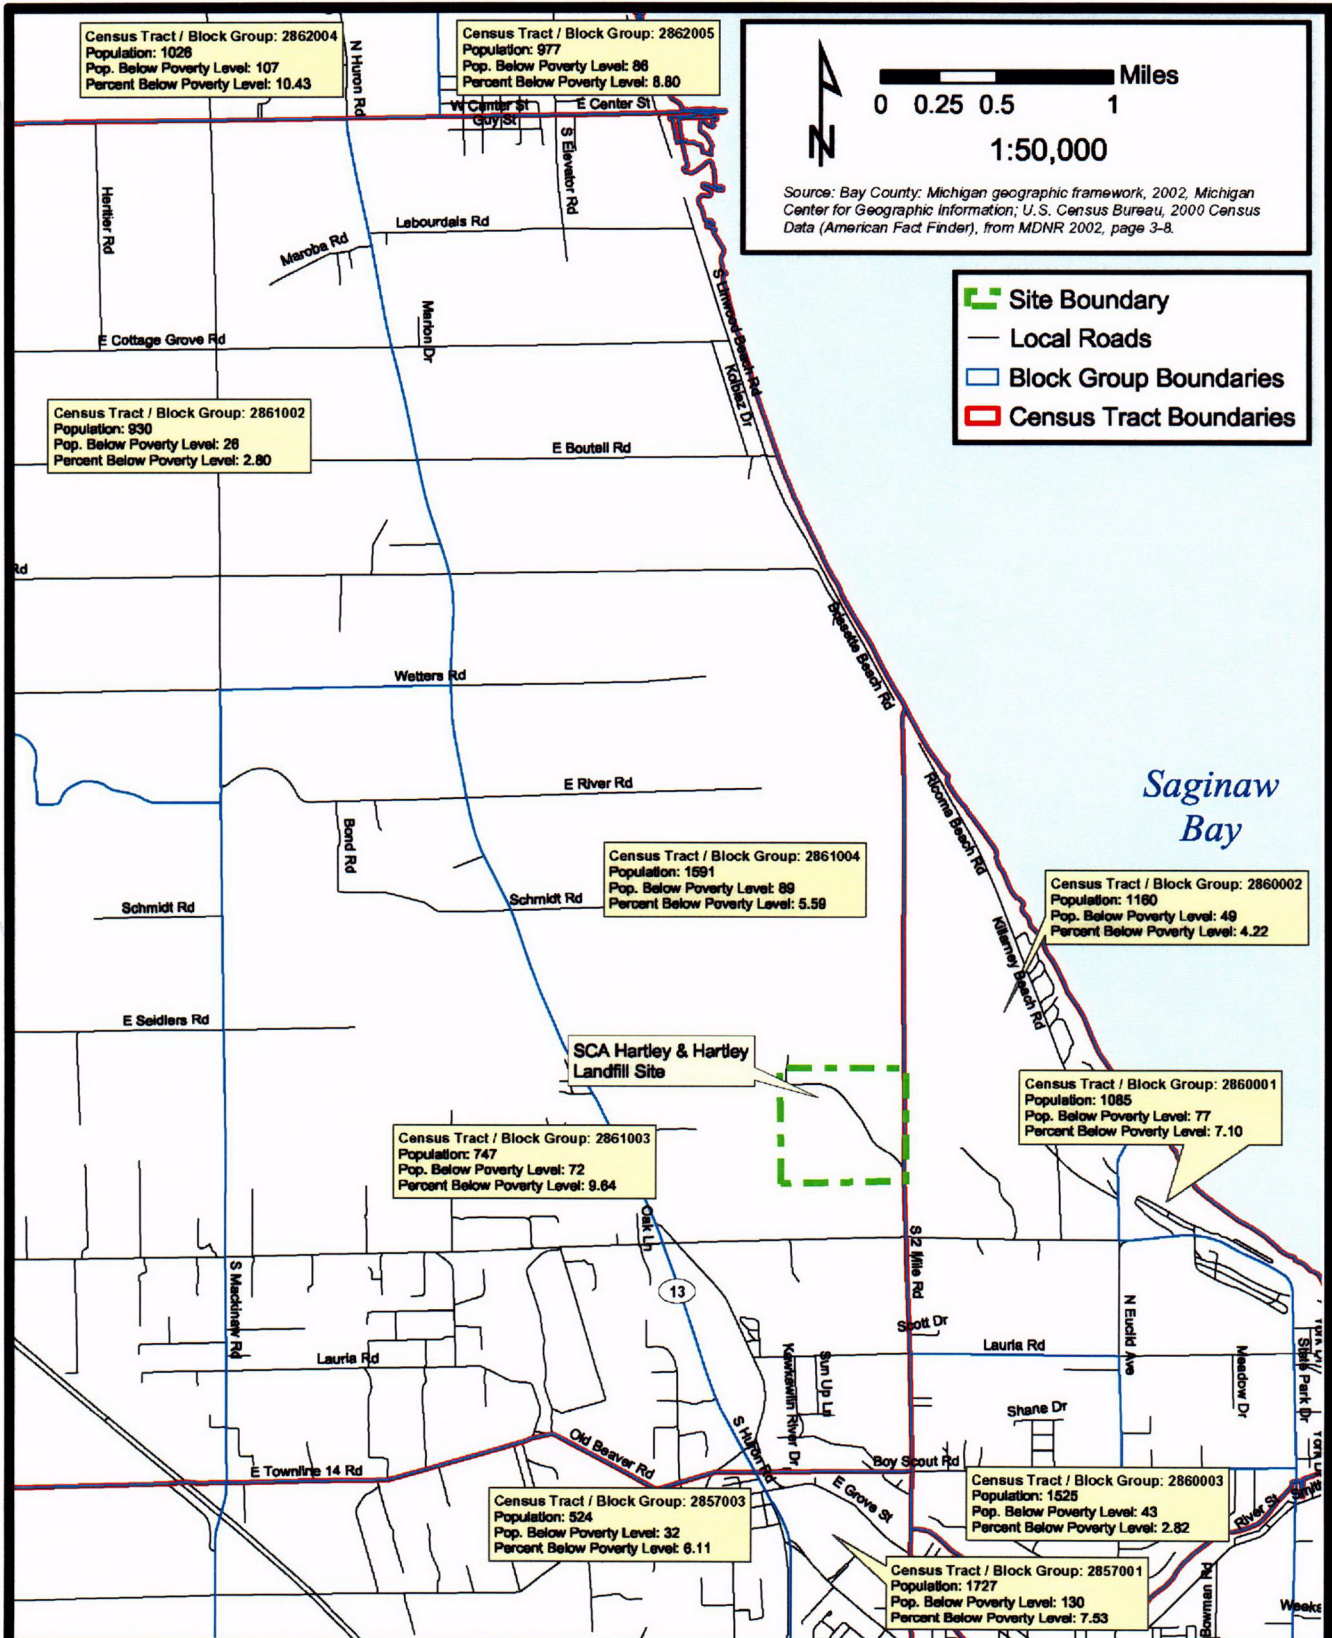 Census Tract / Block Group: 2862004
Population: 1026
Pop. Below Poverty Level: 107
Percent Below Poverty Level: 10.43
N Huron Rd
Census Tract / Block Group: 2862005
Population: 977
Pop. Below Poverty Level: 86
Percent Below Poverty Level: 8.80
W Center St
E Center St
Guy St
S Elevator Rd
Miles
0 0.25 0.5 1
N
1:50,000
Source: Bay County: Michigan geographic framework, 2002, Michigan
Center for Geographic Information; U.S. Census Bureau, 2000 Census
Data (American Fact Finder), from MDNR 2002, page 3-8.
Site Boundary
Local Roads
Block Group Boundaries
Census Tract Boundaries
Heritier Rd
Lebourdais Rd
Maroba Rd
S Linwood Beach Rd
Marion Dr
E Cottage Grove Rd
Kolbiaz Dr
Census Tract / Block Group: 2861002
Population: 930
Pop. Below Poverty Level: 26
Percent Below Poverty Level: 2.80
E Boutell Rd
Rd
Brissette Beach Rd
Wetters Rd
E River Rd
Saginaw
Bay
Ricoma Beach Rd
Bond Rd
Census Tract / Block Group: 2861004
Population: 1591
Pop. Below Poverty Level: 89
Percent Below Poverty Level: 5.59
Schmidt Rd
Schmidt Rd
Census Tract / Block Group: 2860002
Population: 1160
Pop. Below Poverty Level: 49
Percent Below Poverty Level: 4.22
Killarney Beach Rd
E Seidlers Rd
SCA Hartley & Hartley
Landfill Site
Census Tract / Block Group: 2860001
Population: 1085
Pop. Below Poverty Level: 77
Percent Below Poverty Level: 7.10
Census Tract / Block Group: 2861003
Population: 747
Pop. Below Poverty Level: 72
Percent Below Poverty Level: 9.64
Oak Ln
S 2 Mile Rd
S Mackinaw Rd
13
N Euclid Ave
Scott Dr
Lauria Rd
Lauria Rd
Kawkawlin River Dr
Sun Up Ln
Meadow Dr
State Park Dr
Shane Dr
S Huron Rd
Old Beaver Rd
E Townline 14 Rd
Boy Scout Rd
E Grove St
Census Tract / Block Group: 2860003
Population: 1525
Pop. Below Poverty Level: 43
Percent Below Poverty Level: 2.82
River St
Smith
Census Tract / Block Group: 2857003
Population: 524
Pop. Below Poverty Level: 32
Percent Below Poverty Level: 6.11
Census Tract / Block Group: 2857001
Population: 1727
Pop. Below Poverty Level: 130
Percent Below Poverty Level: 7.53
Bowman Rd
Weeks